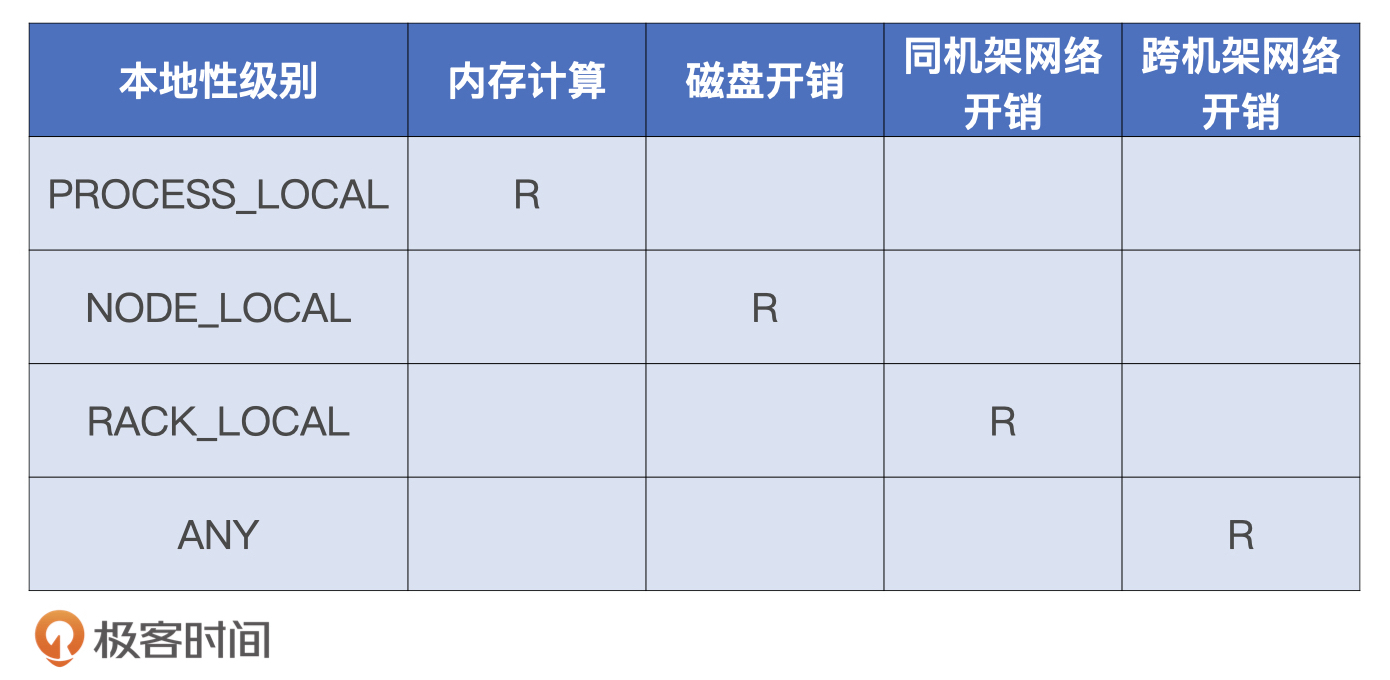 本地性级别
内存计算
磁盘开销
同机架网络
开销
跨机架网络
开销
PROCESS_LOCAL
R
NODE_LOCAL
R
RACK_LOCAL
R
ANY
R
极客时间